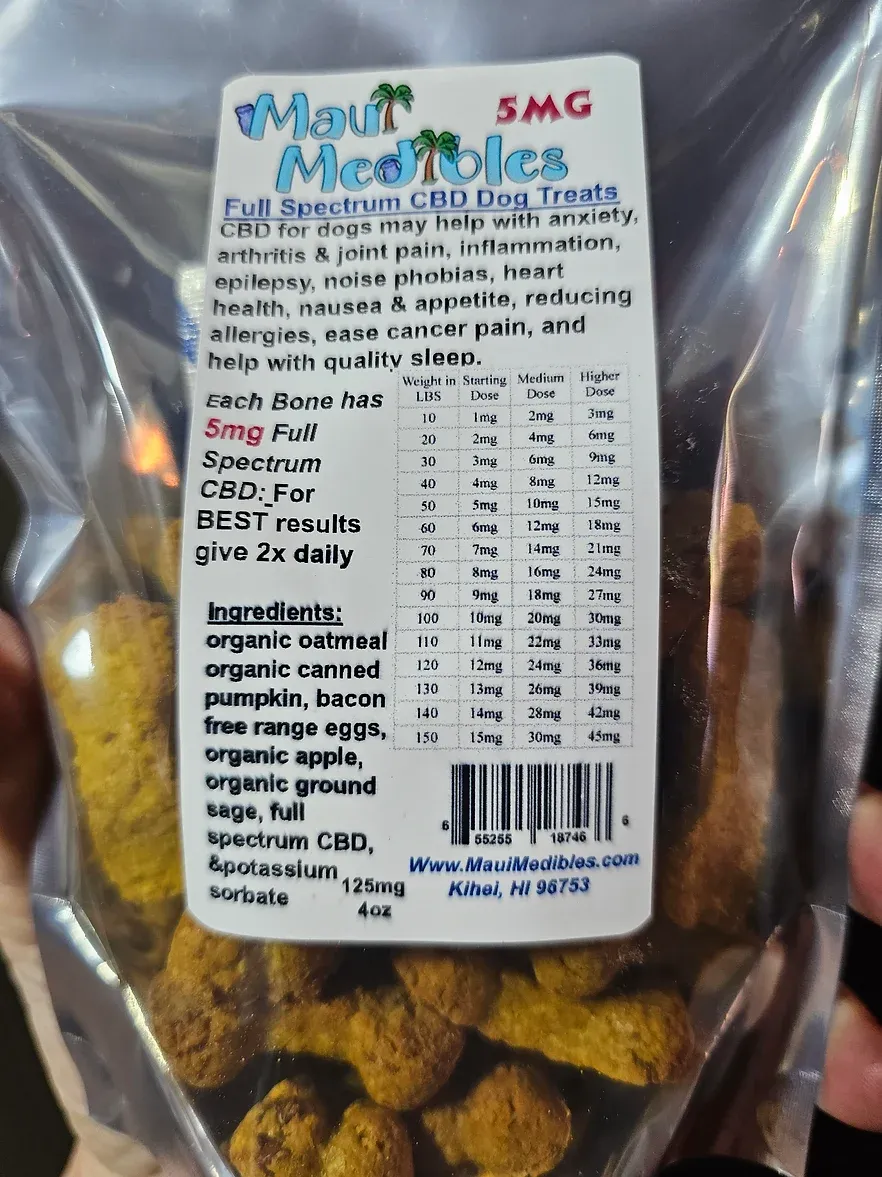 Maui
5MG
Medibles
Full Spectrum CBD Dog Treats
CBD for dogs may help with anxiety,
arthritis & joint pain, inflammation,
epilepsy, noise phobias, heart
health, nausea & appetite, reducing
allergies, ease cancer pain, and
help with quality sleep.
Each Bone has
5mg Full
Spectrum
CBD: For
BEST results
give 2x daily
Ingredients:
organic oatmeal
organic canned
pumpkin, bacon
free range eggs,
organic apple,
organic ground
sage, full
spectrum CBD,
&potassium
sorbate
125mg
4oz
Weight in LBS Starting Dose Medium Dose Higher Dose
10 1mg 2mg 3mg
20 2mg 4mg 6mg
30 3mg 6mg 9mg
40 4mg 8mg 12mg
50 5mg 10mg 15mg
60 6mg 12mg 18mg
70 7mg 14mg 21mg
80 8mg 16mg 24mg
90 9mg 18mg 27mg
100 10mg 20mg 30mg
110 11mg 22mg 33mg
120 12mg 24mg 36mg
130 13mg 26mg 39mg
140 14mg 28mg 42mg
150 15mg 30mg 45mg
6 55255 18746 6
Www.MauiMedibles.com
Kihei, HI 96753